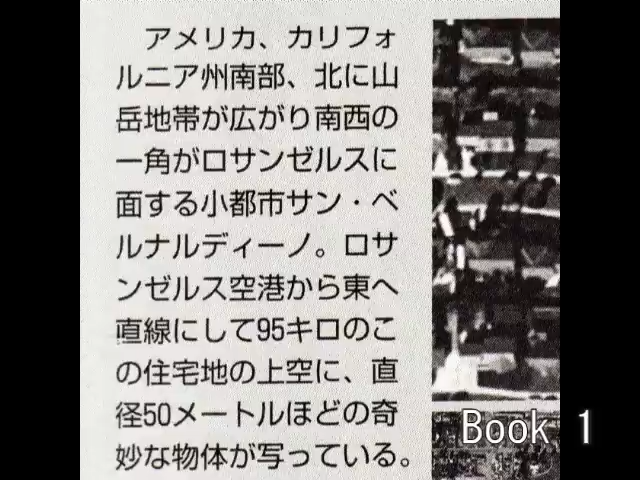 アメリカ、カリフォ
ルニア州南部、北に山
岳地帯が広がり南西の
一角がロサンゼルスに
面する小都市サン・ベ
ルナルディーノ。ロサ
ンゼルス空港から東へ
直線にして95キロのこ
の住宅地の上空に、直
径50メートルほどの奇
妙な物体が写っている。
Book 1